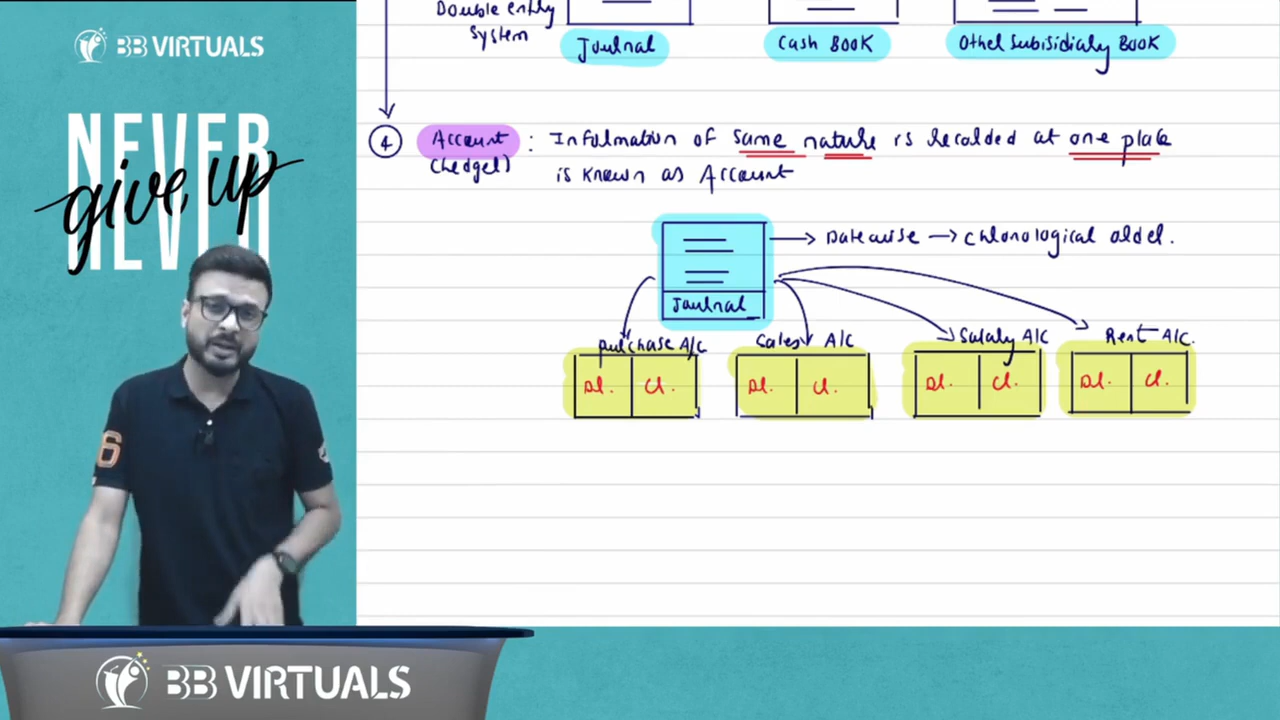 BB VIRTUALS
NEVER
give up
NEVER
Double entry
System
Journal
Cash BOOK
Other Subisidiary BOOK
4
Account
(Ledger)
: Information of same nature is recorded at one place
is known as Account
Datewise → Chronological order.
Journal
purchase A/C
Sales A/C
Salary A/C
Rent A/C.
Dr. Cr.
Dr. Cr.
Dr. Cr.
Dr. Cr.
6
BB VIRTUALS